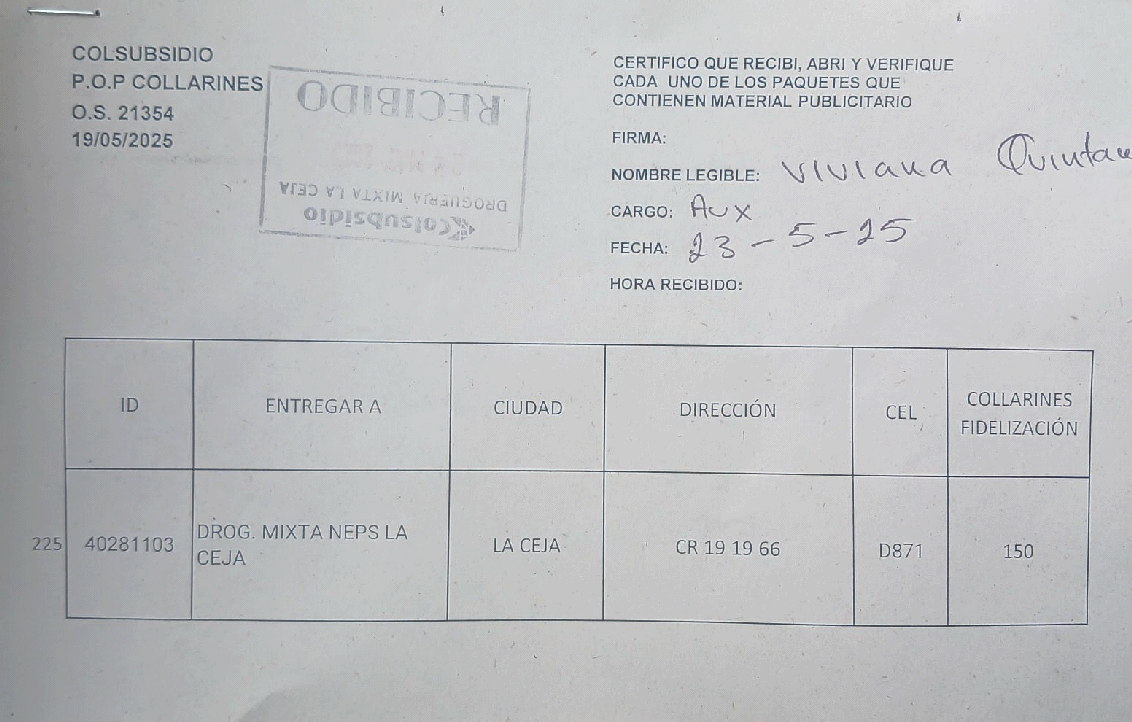 COLSUBSIDIO
P.O.P COLLARINES
O.S. 21354
19/05/2025
RECIBIDO
DROGUERIA MIXTA LA CEJA
Colsubsidio
CERTIFICO QUE RECIBI, ABRI Y VERIFIQUE
CADA UNO DE LOS PAQUETES QUE
CONTIENEN MATERIAL PUBLICITARIO
FIRMA:
NOMBRE LEGIBLE: Viviana
CARGO: Aux
FECHA: 23-5-25
HORA RECIBIDO:
ID ENTREGAR A CIUDAD DIRECCIÓN CEL COLLARINES
FIDELIZACIÓN
225 40281103 DROG. MIXTA NEPS LA LA CEJA CR 19 19 66 D871 150
CEJA